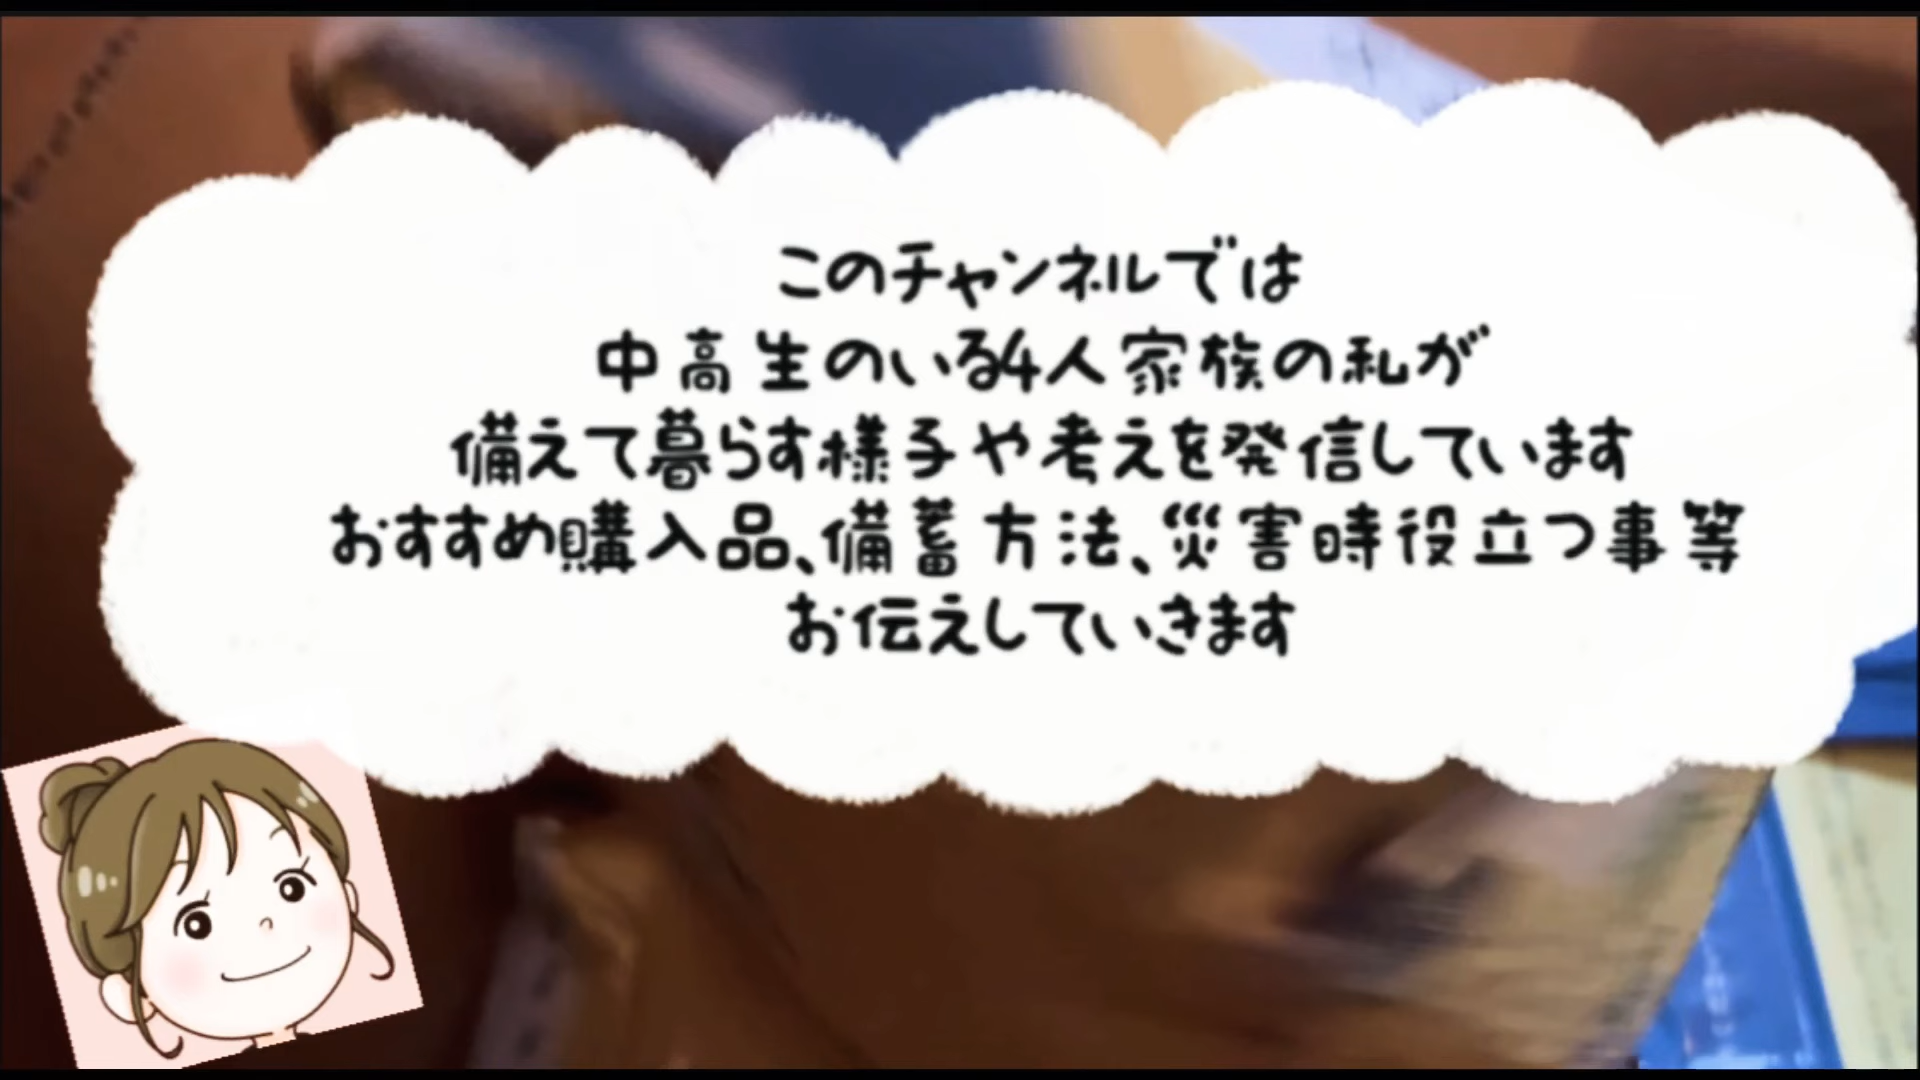 このチャンネルでは
中高生のいる4人家族の私が
備えて暮らす様子や考えを発信しています
おすすめ購入品、備蓄方法、災害時役立つ事等
お伝えしていきます